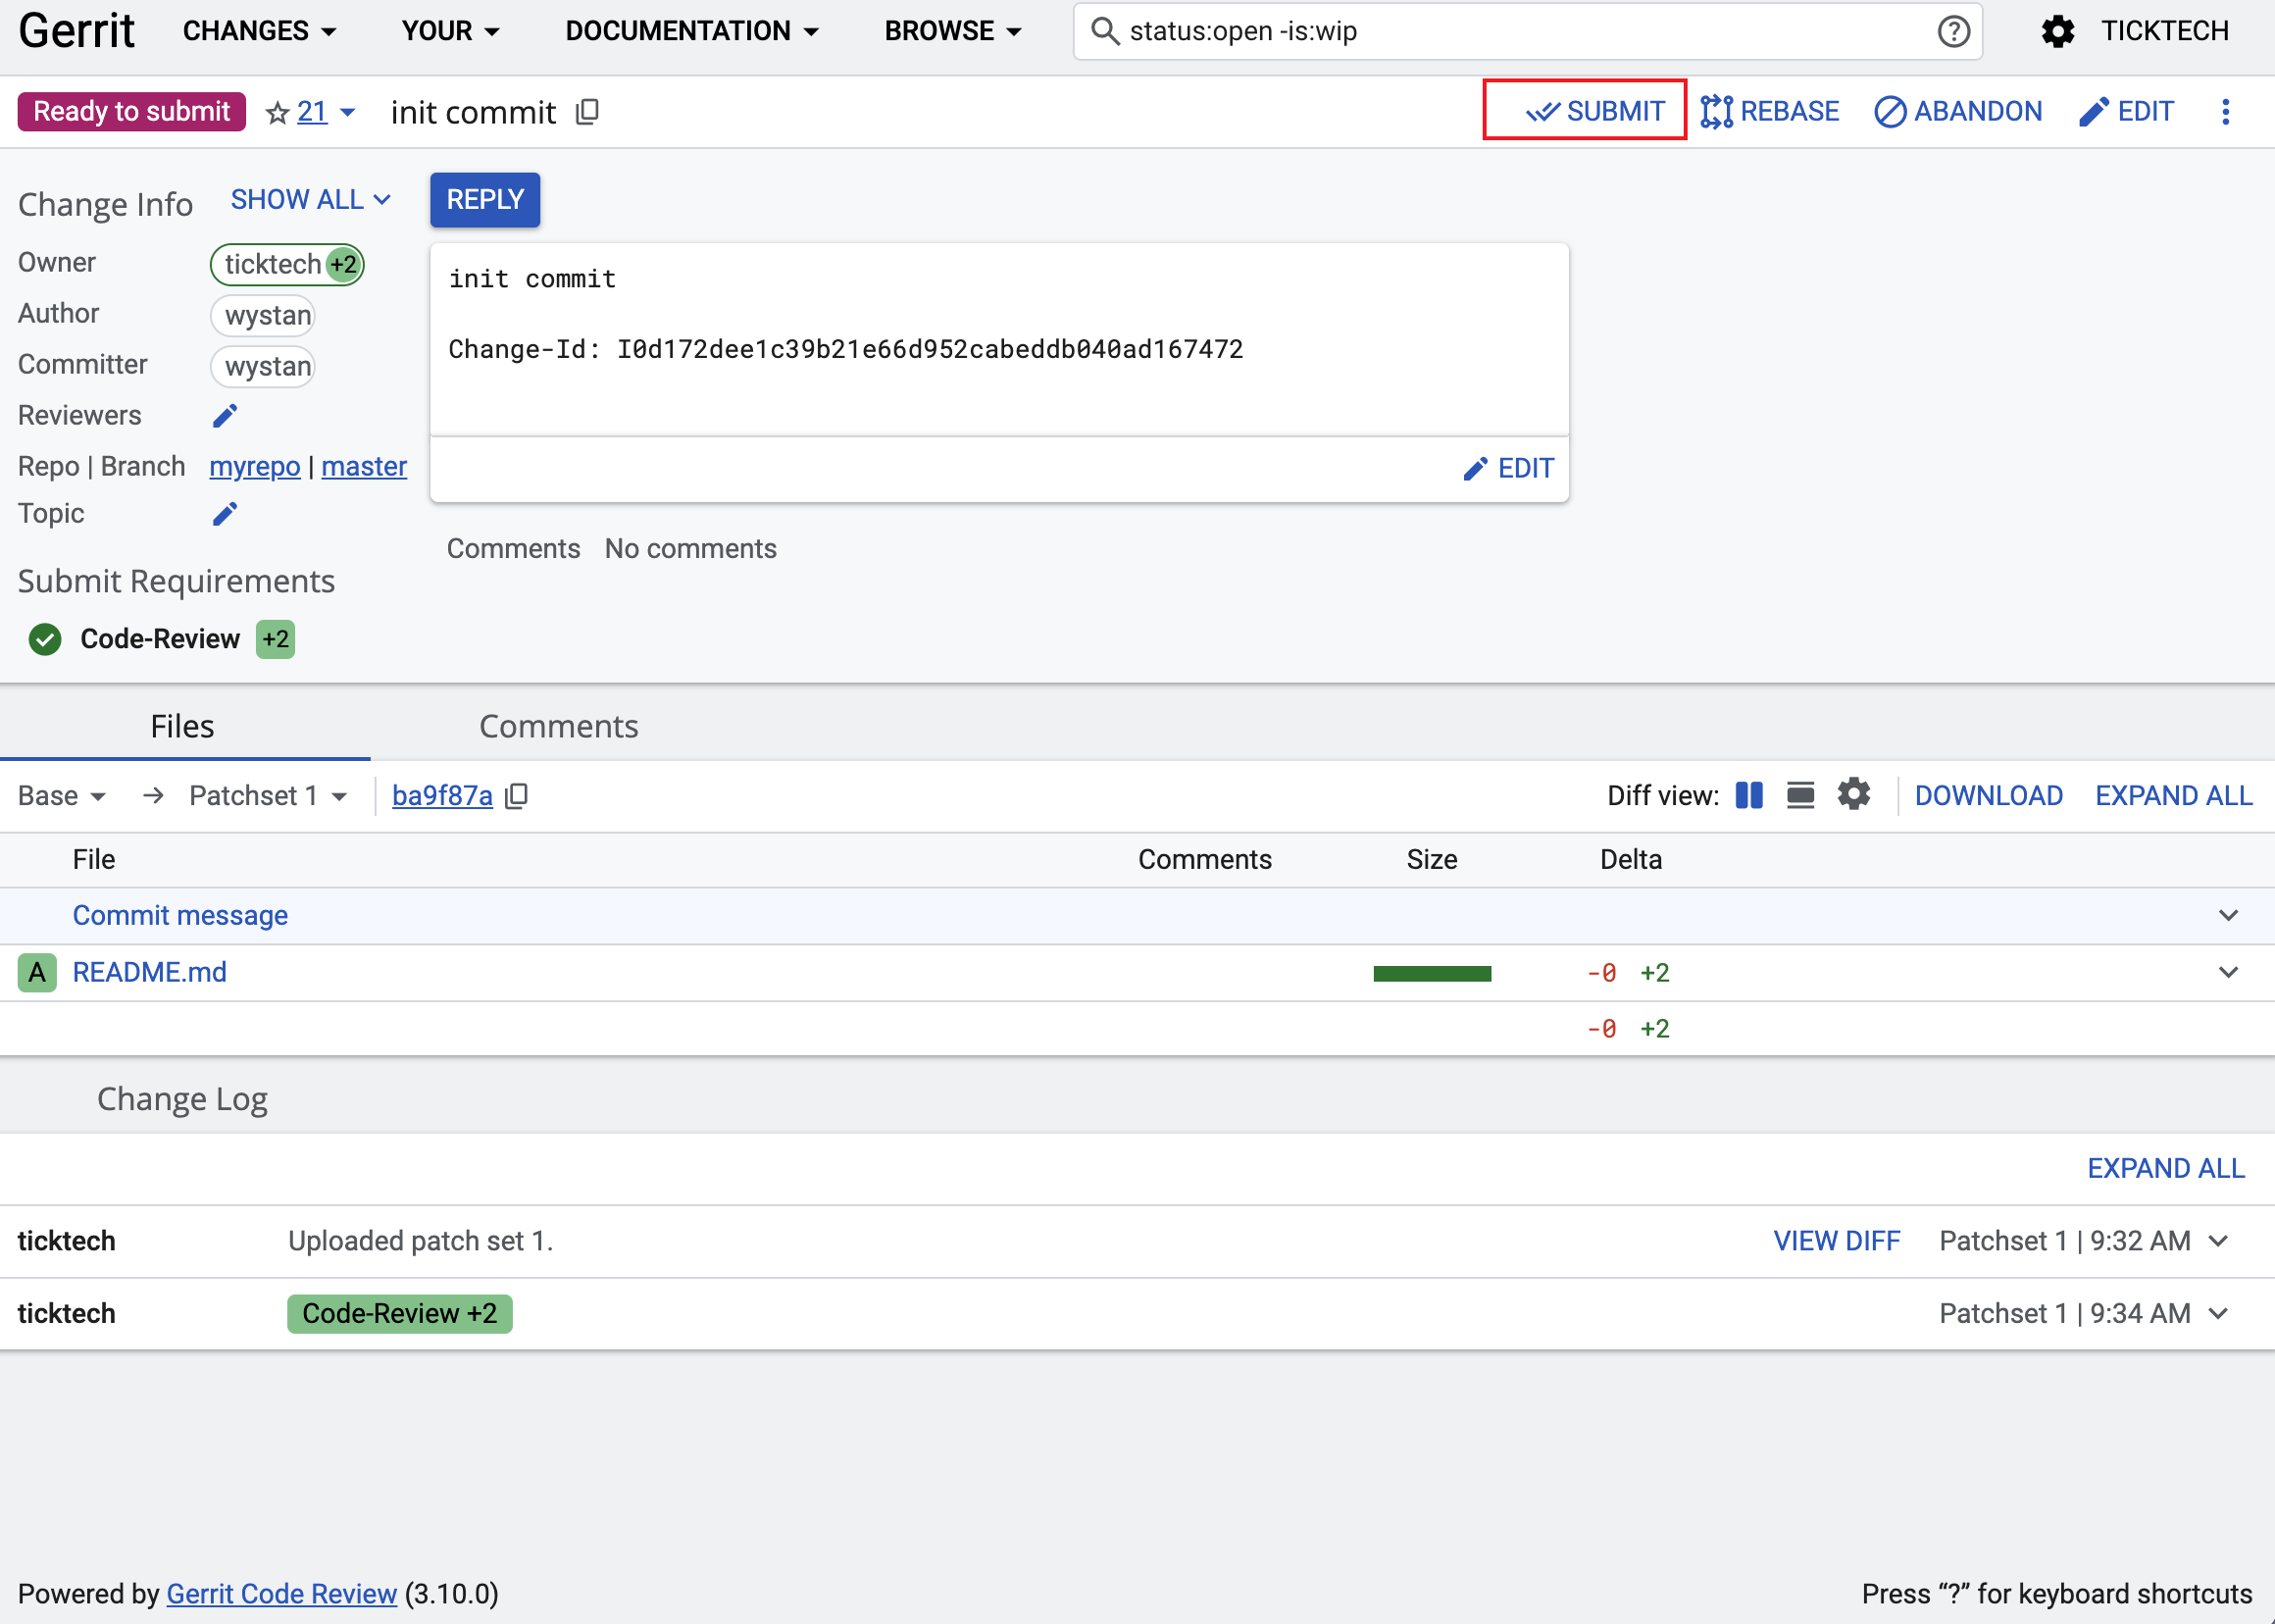 Gerrit CHANGES YOUR DOCUMENTATION BROWSE status:open -is:wip TICKTECH
Ready to submit 21 init commit SUBMIT REBASE ABANDON EDIT
Change Info SHOW ALL REPLY
Owner ticktech +2
Author wystan
Committer wystan
Reviewers
Repo | Branch myrepo | master
Topic
init commit
Change-Id: I0d172dee1c39b21e66d952cabeddb040ad167472
EDIT
Comments No comments
Submit Requirements
Code-Review +2
Files Comments
Base → Patchset 1 ba9f87a Diff view: DOWNLOAD EXPAND ALL
File Comments Size Delta
Commit message
A README.md -0 +2
-0 +2
Change Log
EXPAND ALL
ticktech Uploaded patch set 1. VIEW DIFF Patchset 1 | 9:32 AM
ticktech Code-Review +2 Patchset 1 | 9:34 AM
Powered by Gerrit Code Review (3.10.0) Press “?” for keyboard shortcuts